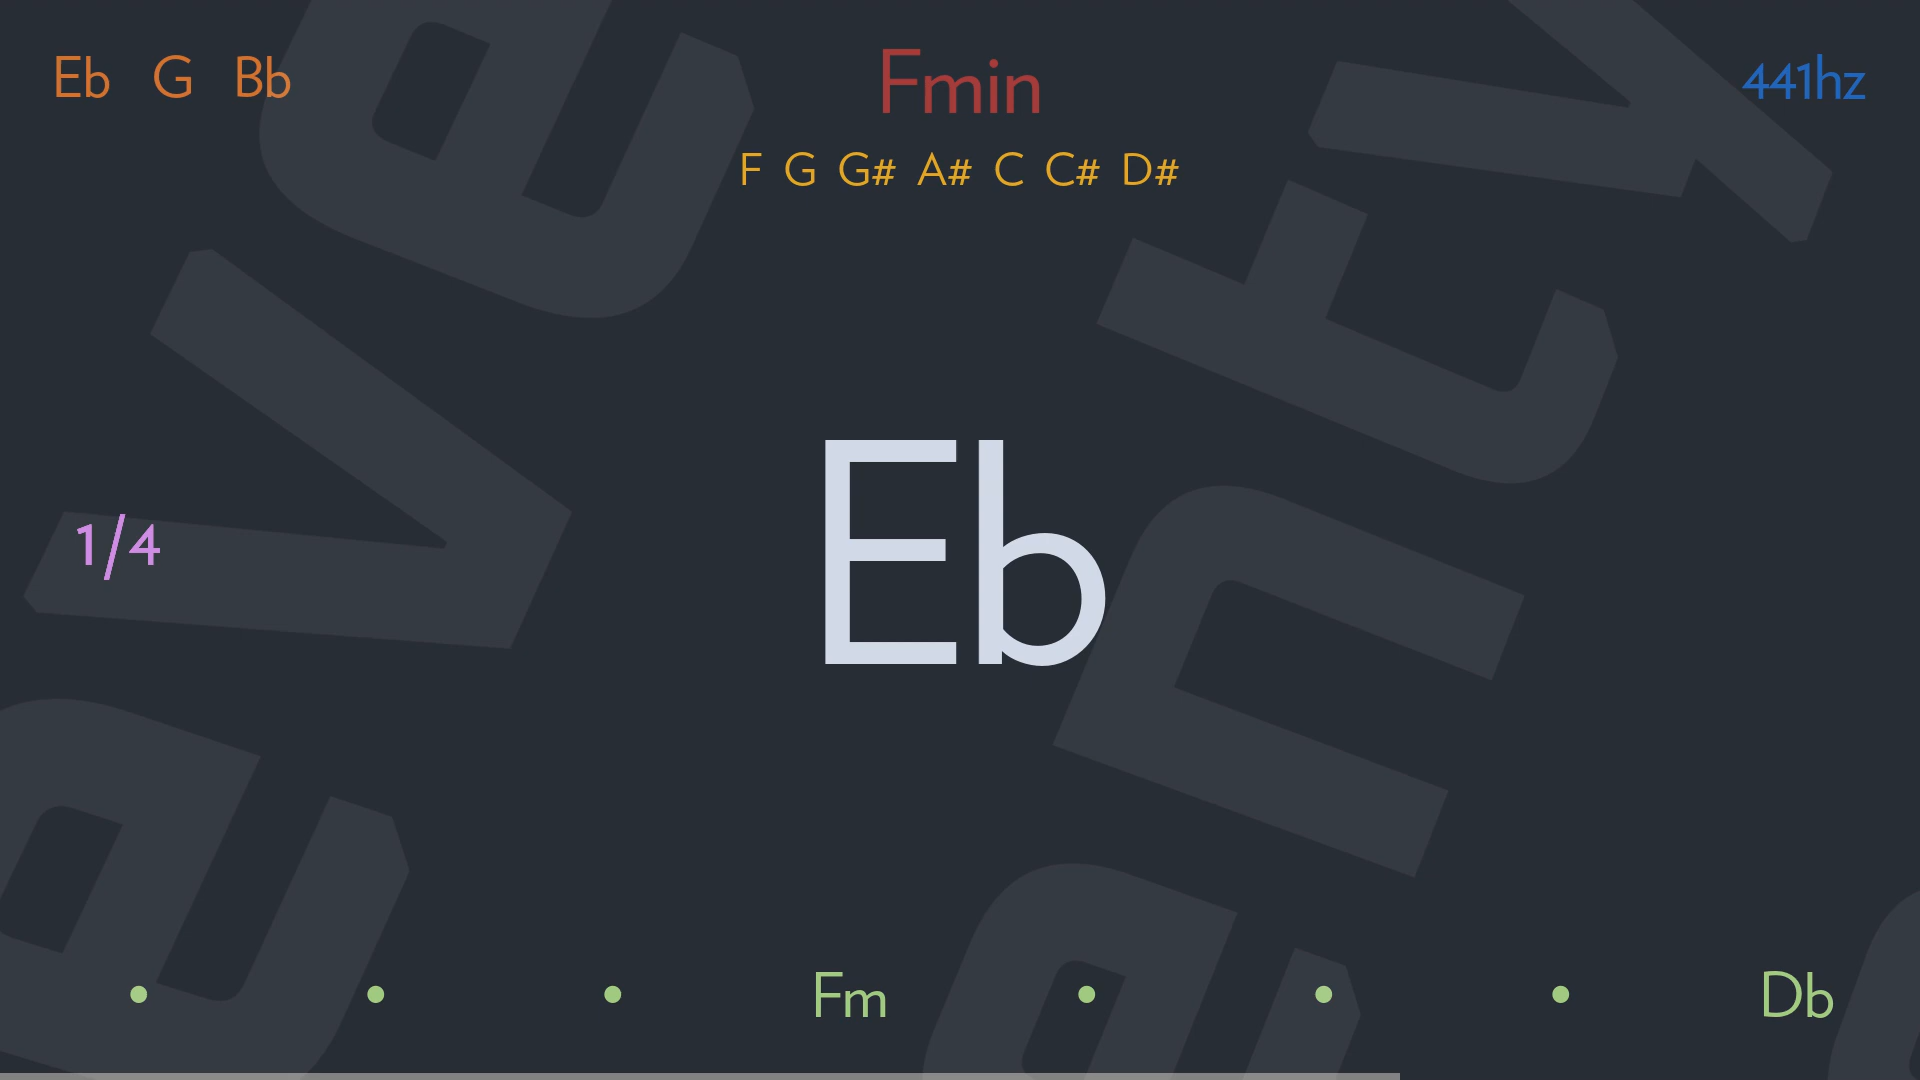 Eb G Bb
Fmin
441hz
F G G# A# C C# D#
Eb
1/4
• • • Fm • • • Db